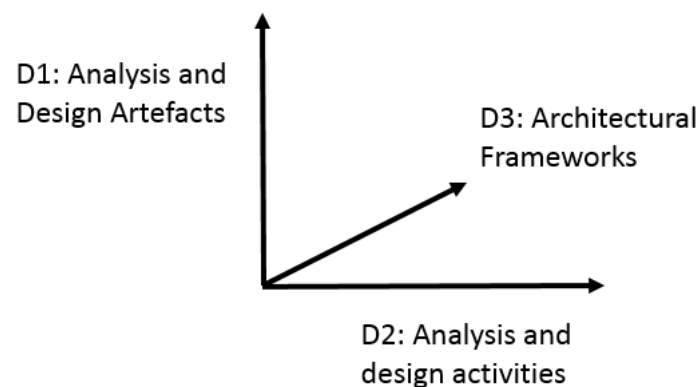 D1: Analysis and
Design Artefacts
D3: Architectural
Frameworks
D2: Analysis and
design activities